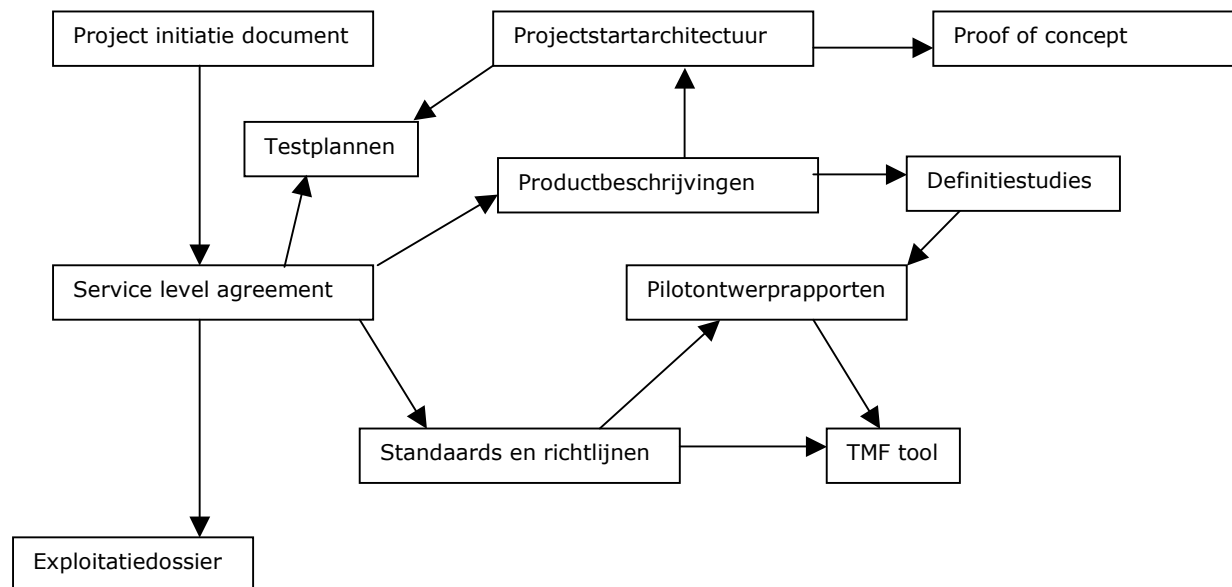 Project initiatie document
Projectstartarchitectuur
Proof of concept
Testplannen
Productbeschrijvingen
Definitiestudies
Service level agreement
Pilotontwerprapporten
Standaards en richtlijnen
TMF tool
Exploitatiedossier